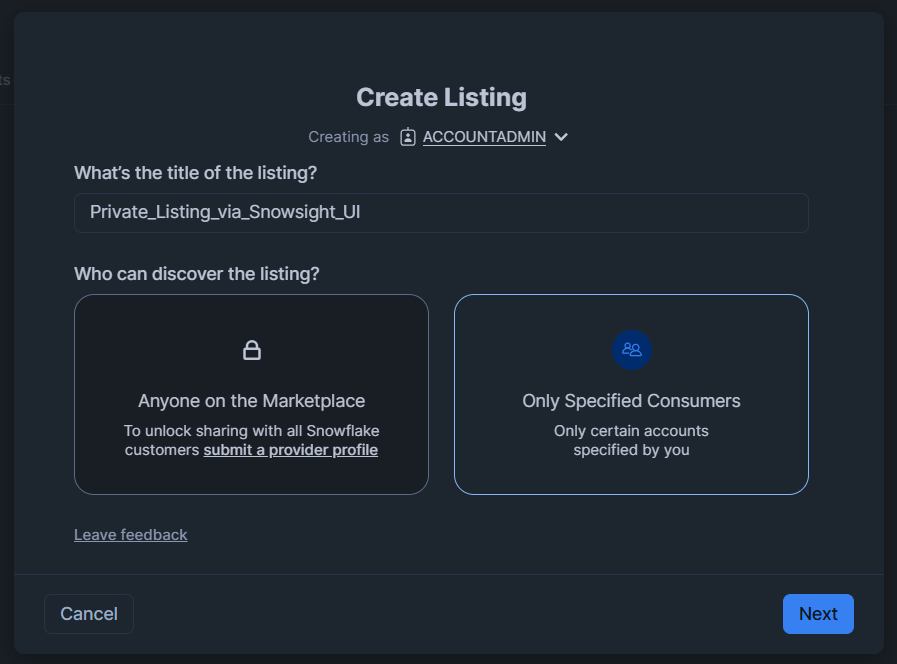 ts
Create Listing
Creating as ACCOUNTADMIN
What's the title of the listing?
Private_Listing_via_Snowsight_UI
Who can discover the listing?
Anyone on the Marketplace
To unlock sharing with all Snowflake
customers submit a provider profile
Only Specified Consumers
Only certain accounts
specified by you
Leave feedback
Cancel
Next